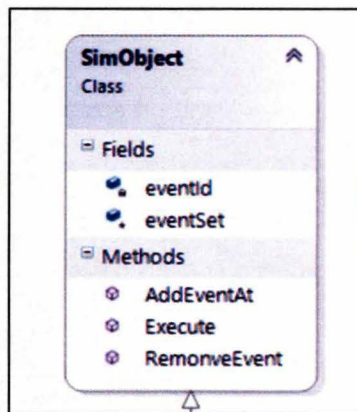 SimObject
Class
Fields
eventId
eventSet
Methods
AddEventAt
Execute
RemonveEvent